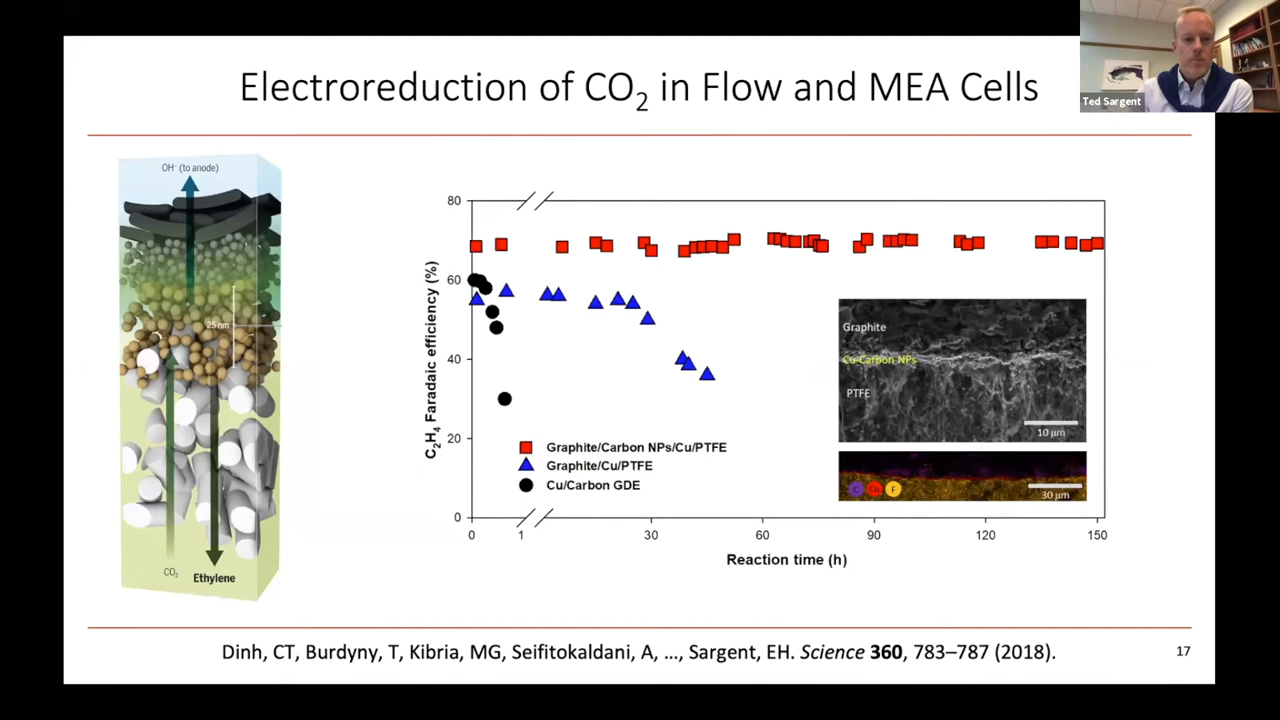 Electroreduction of CO₂ in Flow and MEA Cells
Ted Sargent
OH⁻ (to anode)
25 nm
CO₂
Ethylene
80
60
40
20
0
C₂H₄ Faradaic efficiency (%)
Graphite/Carbon NPs/Cu/PTFE
Graphite/Cu/PTFE
Cu/Carbon GDE
0 1 30 60 90 120 150
Reaction time (h)
Graphite
Cu-Carbon NPs
PTFE
10 μm
C Cu F
30 μm
Dinh, CT, Burdyny, T, Kibria, MG, Seifitokaldani, A, ..., Sargent, EH. Science 360, 783–787 (2018).
17